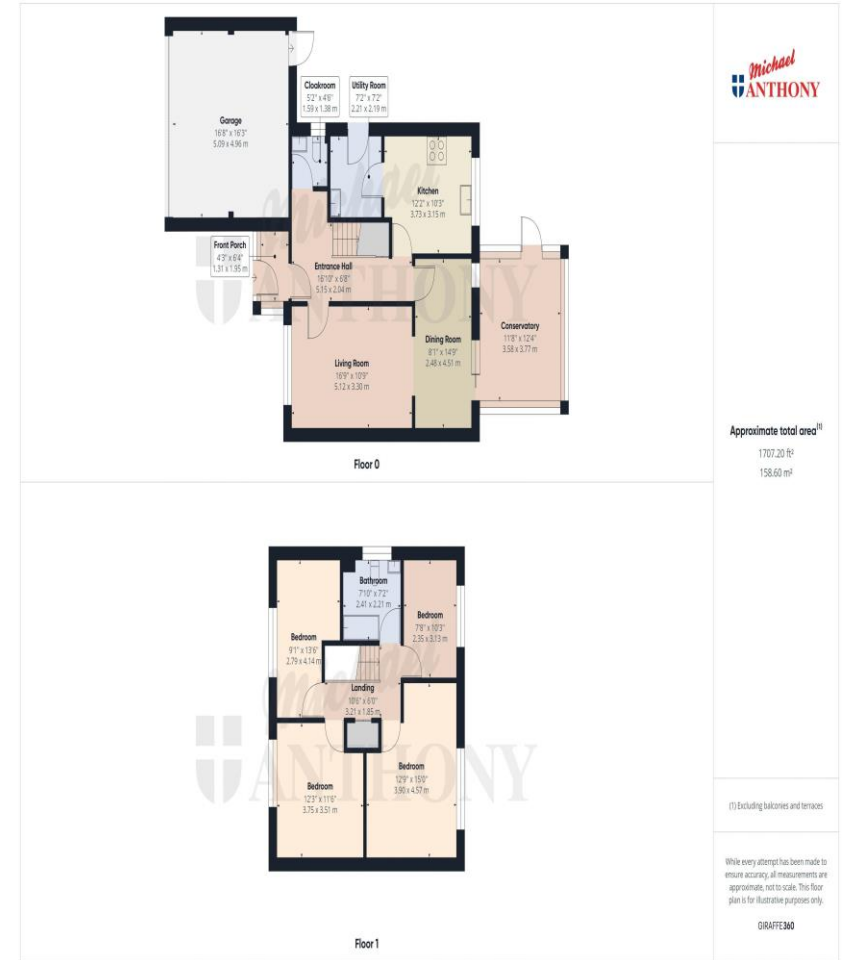 Cloakroom
5'2" x 4'6"
1.59 x 1.38 m
Utility Room
7'2" x 7'2"
2.21 x 2.19 m
Garage
16'8" x 16'3"
5.09 x 4.96 m
Kitchen
12'2" x 10'3"
3.73 x 3.15 m
Front Porch
4'3" x 6'4"
1.31 x 1.95 m
Entrance Hall
16'10" x 6'8"
5.15 x 2.04 m
Conservatory
11'8" x 12'4"
3.58 x 3.77 m
Dining Room
8'1" x 14'9"
2.48 x 4.51 m
Living Room
16'9" x 10'9"
5.12 x 3.30 m
Michael
ANTHONY
Floor 0
Bathroom
7'10" x 7'2"
2.41 x 2.21 m
Bedroom
7'8" x 10'3"
2.35 x 3.13 m
Bedroom
9'1" x 13'6"
2.79 x 4.14 m
Landing
10'6" x 6'0"
3.21 x 1.85 m
Bedroom
12'9" x 15'0"
3.90 x 4.57 m
Bedroom
12'3" x 11'6"
3.75 x 3.51 m
Michael
ANTHONY
Floor 1
Michael
ANTHONY
Approximate total area(1)
1707.20 ft²
158.60 m²
(1) Excluding balconies and terraces
While every attempt has been made to
ensure accuracy, all measurements are
approximate, not to scale. This floor
plan is for illustrative purposes only.
GIRAFFE360